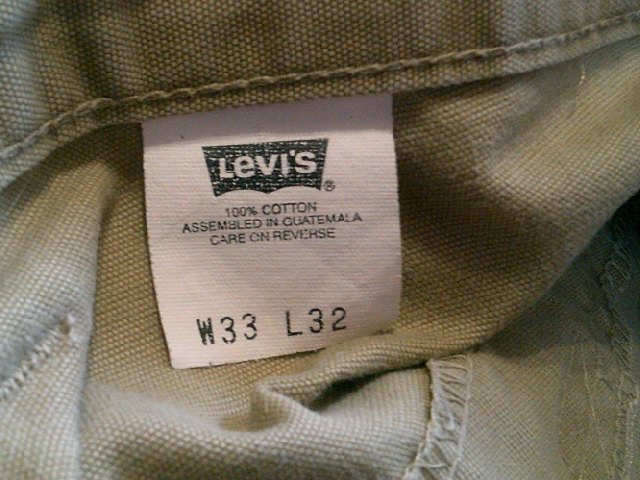 LEVI'S ®
100% COTTON
ASSEMBLED IN GUATEMALA
CARE ON REVERSE
W33 L32